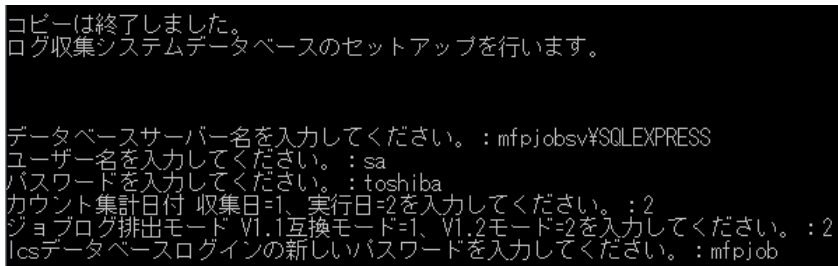 コピーは終了しました。
ログ収集システムデータベースのセットアップを行います。
データベースサーバー名を入力してください。:mfpjobsv¥SQLEXPRESS
ユーザー名を入力してください。:sa
パスワードを入力してください。:toshiba
カウント集計日付 収集日=1、実行日=2を入力してください。:2
ジョブログ排出モード V1.1互換モード=1、V1.2モード=2を入力してください。:2
lcsデータベースログインの新しいパスワードを入力してください。:mfpjob